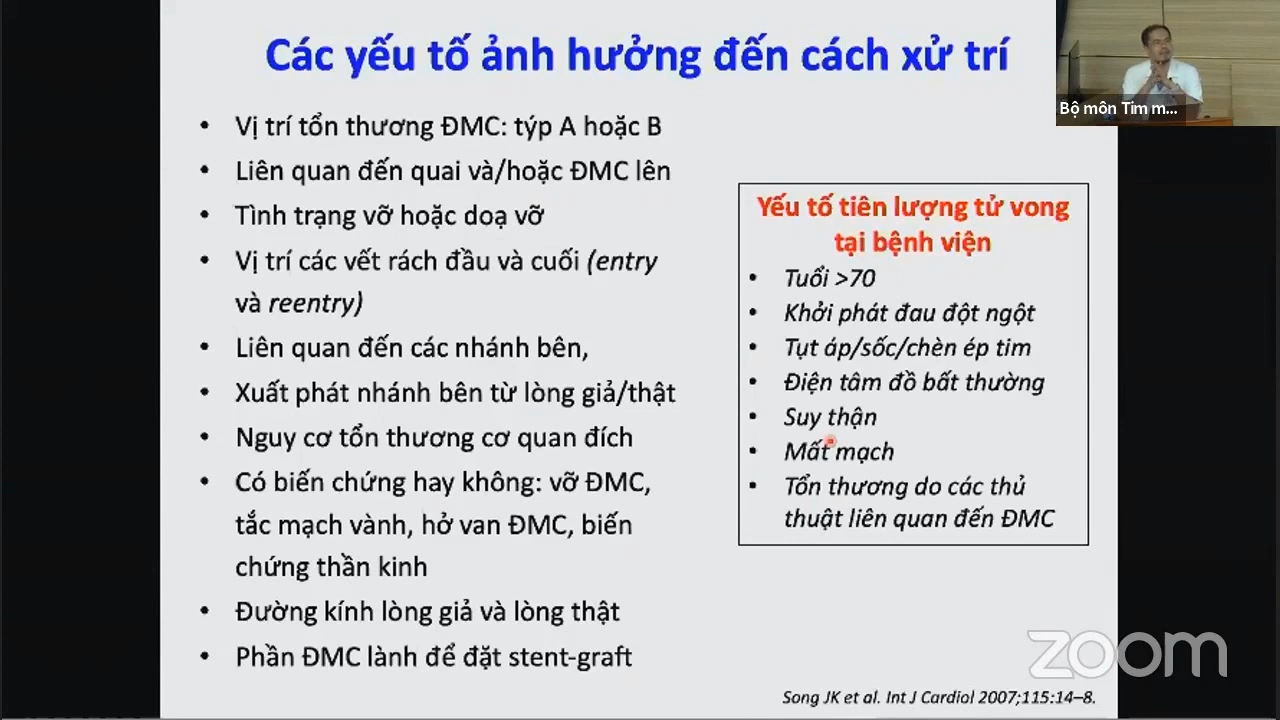 Các yếu tố ảnh hưởng đến cách xử trí
Bộ môn Tim m...
• Vị trí tổn thương ĐMC: týp A hoặc B
• Liên quan đến quai và/hoặc ĐMC lên
• Tình trạng vỡ hoặc doạ vỡ
• Vị trí các vết rách đầu và cuối (entry
và reentry)
• Liên quan đến các nhánh bên,
• Xuất phát nhánh bên từ lòng giả/thật
• Nguy cơ tổn thương cơ quan đích
• Có biến chứng hay không: vỡ ĐMC,
tắc mạch vành, hở van ĐMC, biến
chứng thần kinh
• Đường kính lòng giả và lòng thật
• Phần ĐMC lành để đặt stent-graft
Yếu tố tiên lượng tử vong
tại bệnh viện
• Tuổi >70
• Khởi phát đau đột ngột
• Tụt áp/sốc/chèn ép tim
• Điện tâm đồ bất thường
• Suy thận
• Mất mạch
• Tổn thương do các thủ
thuật liên quan đến ĐMC
zoom
Song JK et al. Int J Cardiol 2007;115:14–8.